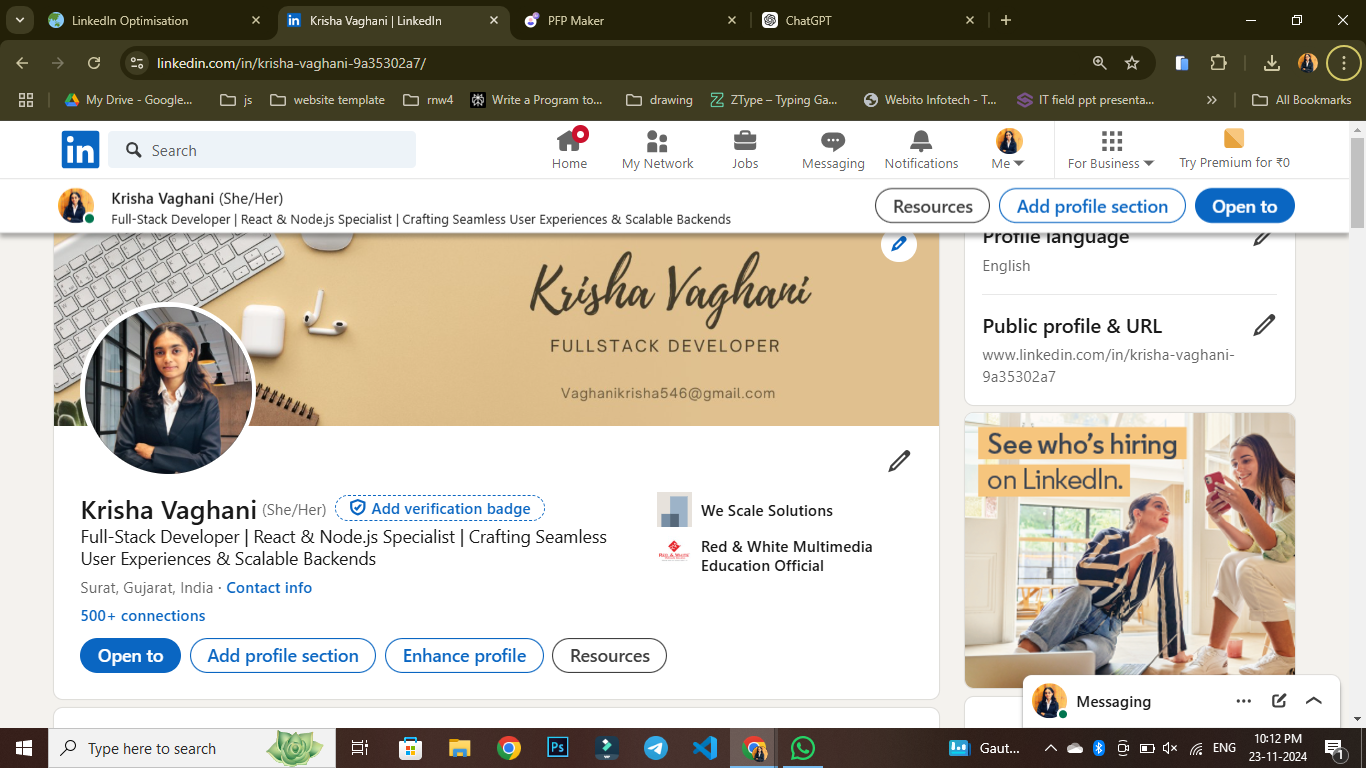 LinkedIn Optimisation
Krisha Vaghani | LinkedIn
PFP Maker
ChatGPT
linkedin.com/in/krisha-vaghani-9a35302a7/
My Drive - Google...
js
website template
rnw4
Write a Program to...
drawing
ZType – Typing Ga...
Webito Infotech - T...
IT field ppt presenta...
All Bookmarks
in
Search
Home
My Network
Jobs
Messaging
Notifications
Me
For Business
Try Premium for ₹0
Krisha Vaghani (She/Her)
Full-Stack Developer | React & Node.js Specialist | Crafting Seamless User Experiences & Scalable Backends
Resources
Add profile section
Open to
Krisha Vaghani
FULLSTACK DEVELOPER
Vaghanikrisha546@gmail.com
Profile language
English
Public profile & URL
www.linkedin.com/in/krisha-vaghani-
9a35302a7
See who's hiring
on LinkedIn.
Krisha Vaghani (She/Her)
Add verification badge
Full-Stack Developer | React & Node.js Specialist | Crafting Seamless
User Experiences & Scalable Backends
Surat, Gujarat, India · Contact info
500+ connections
Open to
Add profile section
Enhance profile
Resources
We Scale Solutions
Red & White Multimedia
Education Official
Messaging
Type here to search
Ps
Gaut...
ENG
10:12 PM
23-11-2024
1